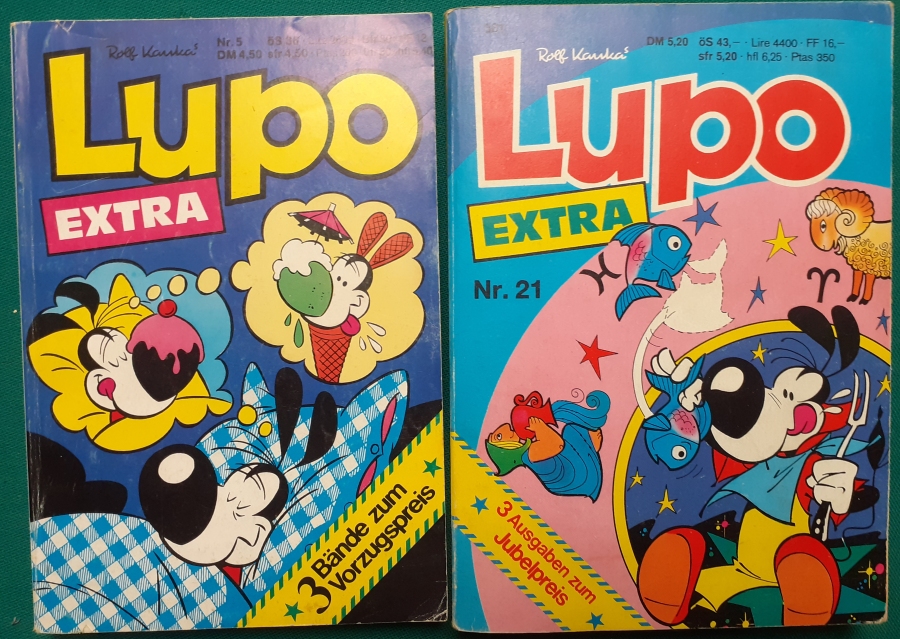 Rolf Kauka's
Nr. 5
DM 4,50
Lupo
EXTRA
3 Bände zum
Vorzugspreis
Rolf Kauka's
DM 5,20 öS 43,– · Lire 4400 · FF 16,–
sfr 5,20 · hfl 6,25 · Ptas 350
Lupo
EXTRA
Nr. 21
3 Ausgaben zum
Jubelpreis